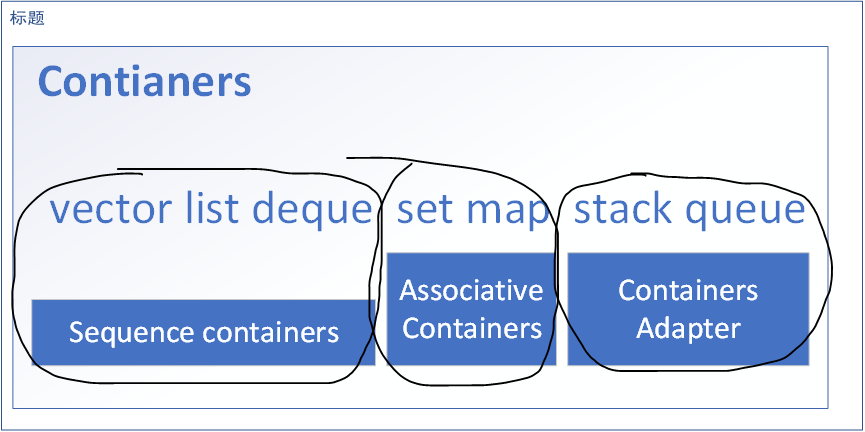 标题
Contianers
vector list deque set map stack queue
Sequence containers
Associative
Containers
Containers
Adapter